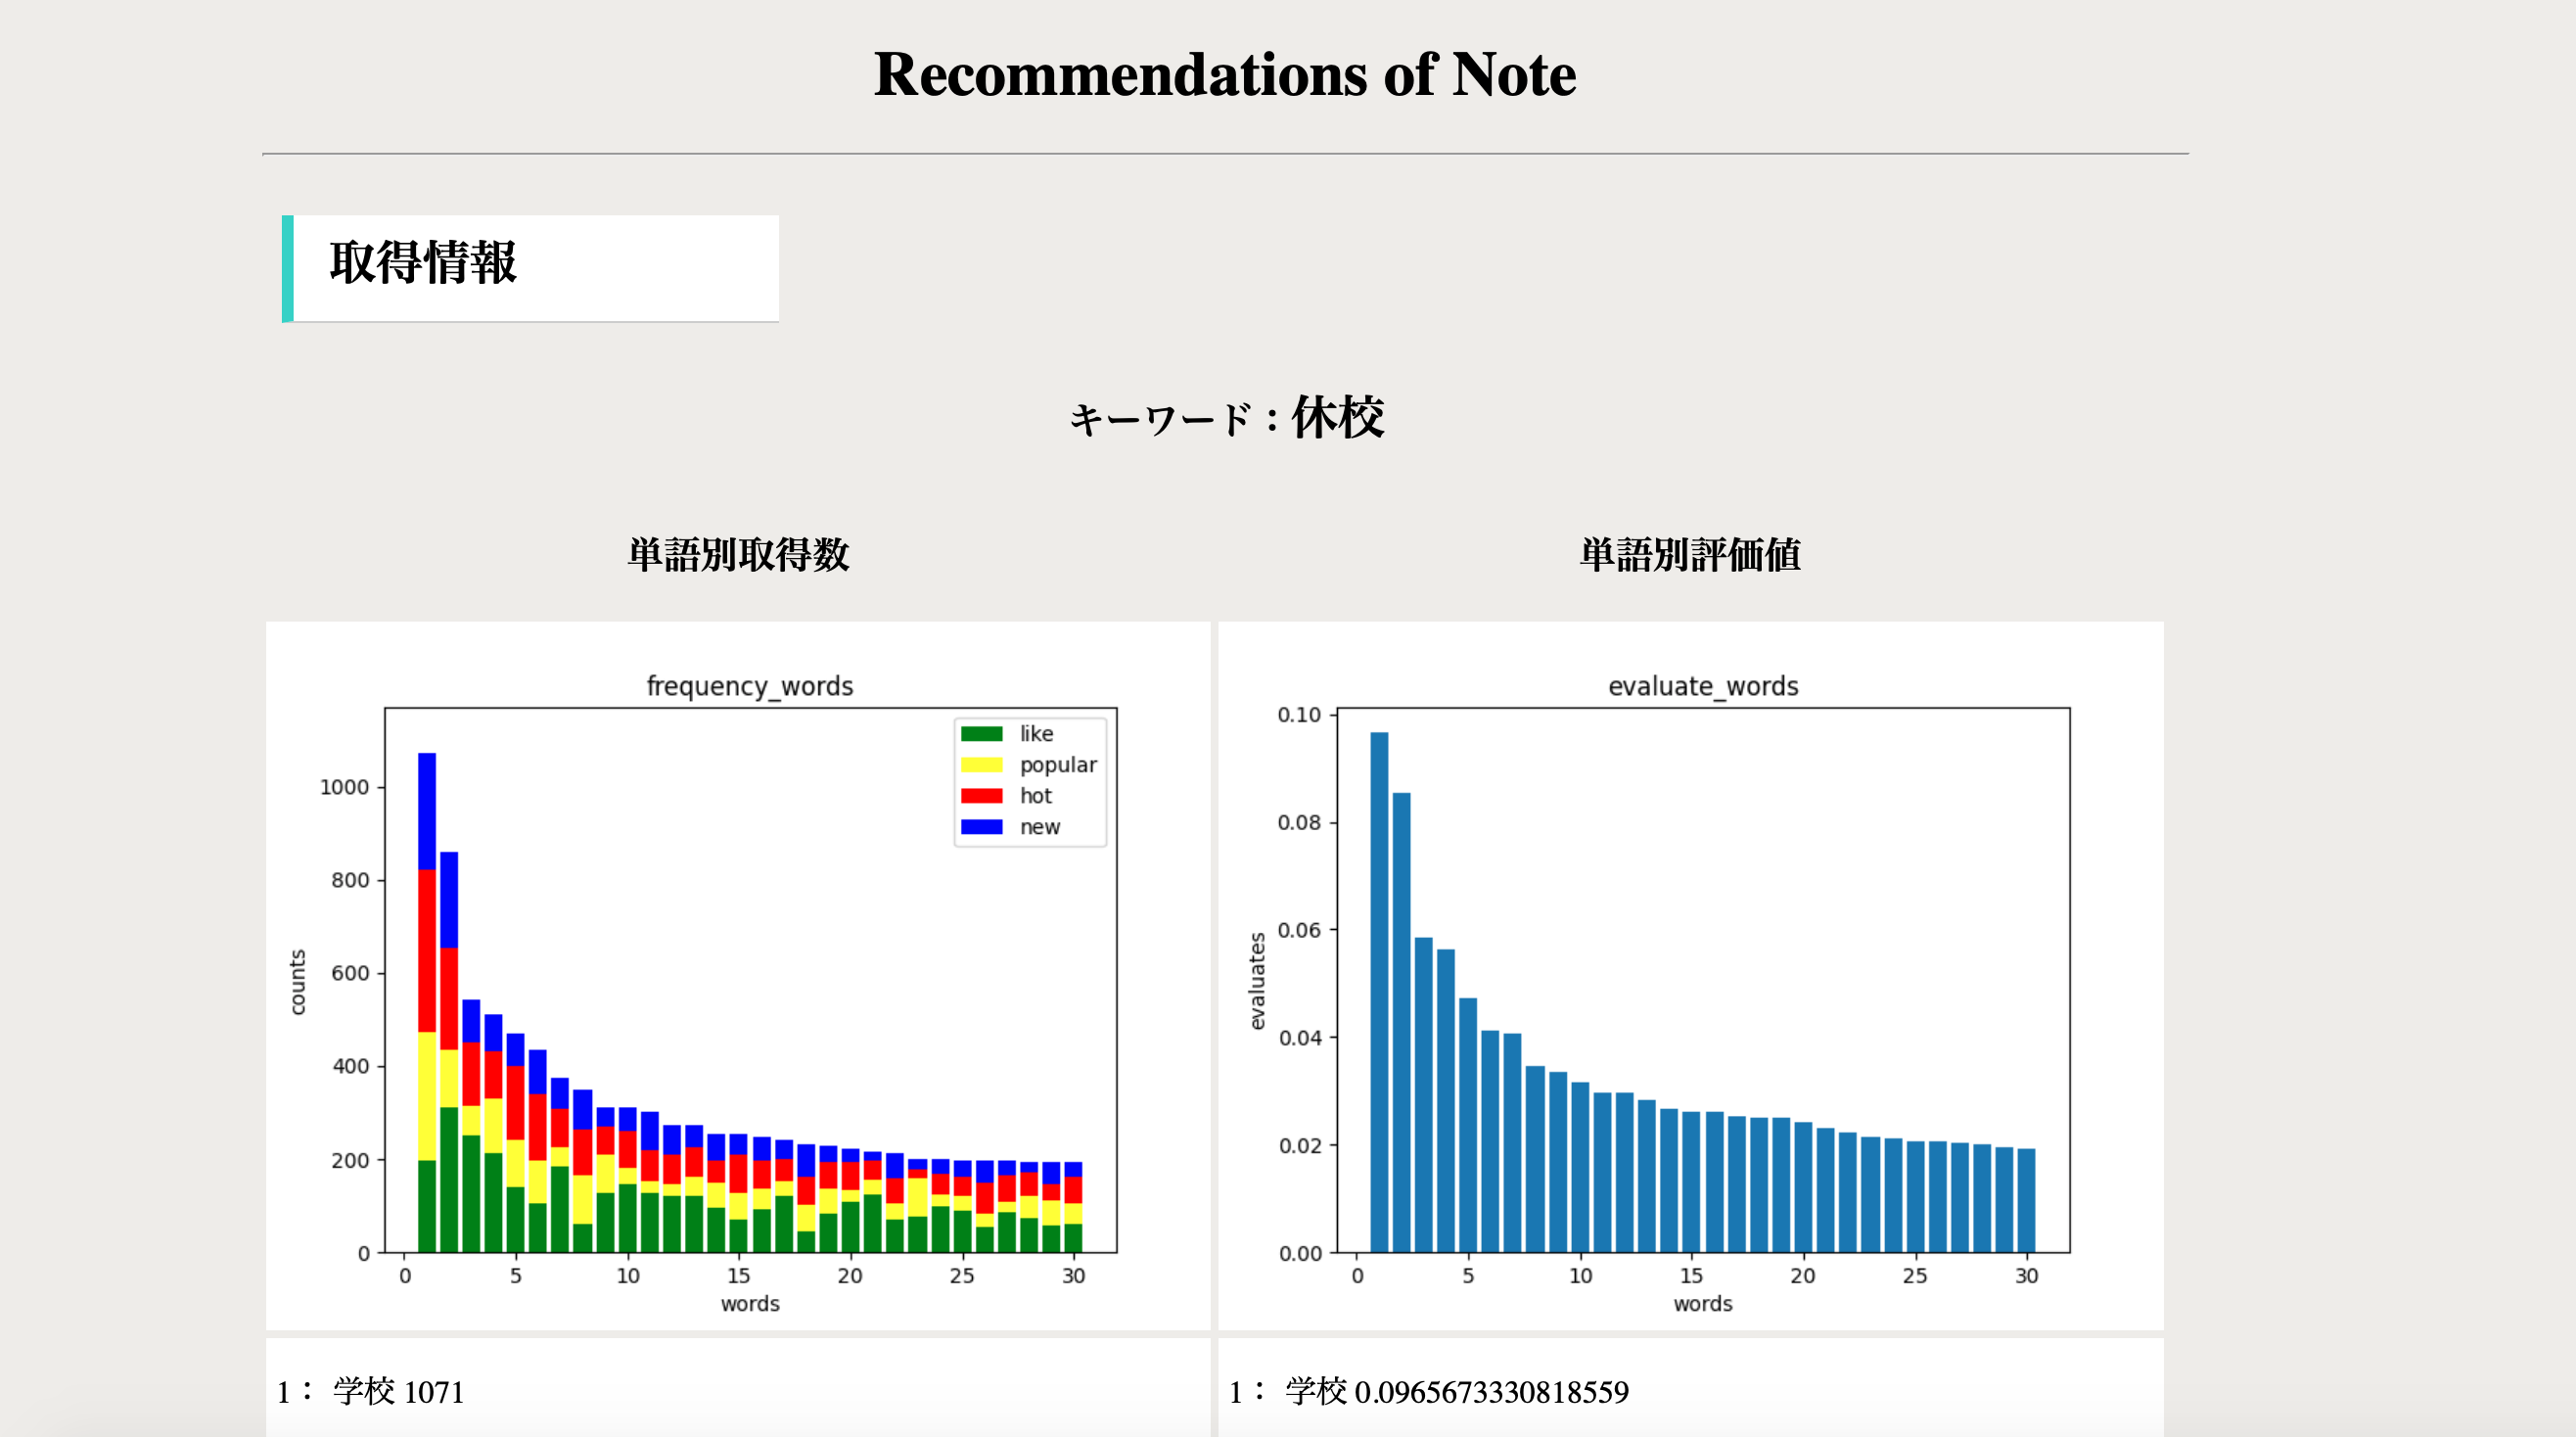 Recommendations of Note
取得情報
キーワード：休校
単語別取得数
単語別評価値
frequency_words
like
popular
hot
new
1000
800
600
400
200
0
counts
0 5 10 15 20 25 30
words
evaluate_words
0.10
0.08
0.06
0.04
0.02
0.00
evaluates
0 5 10 15 20 25 30
words
1： 学校 1071
1： 学校 0.0965673330818559